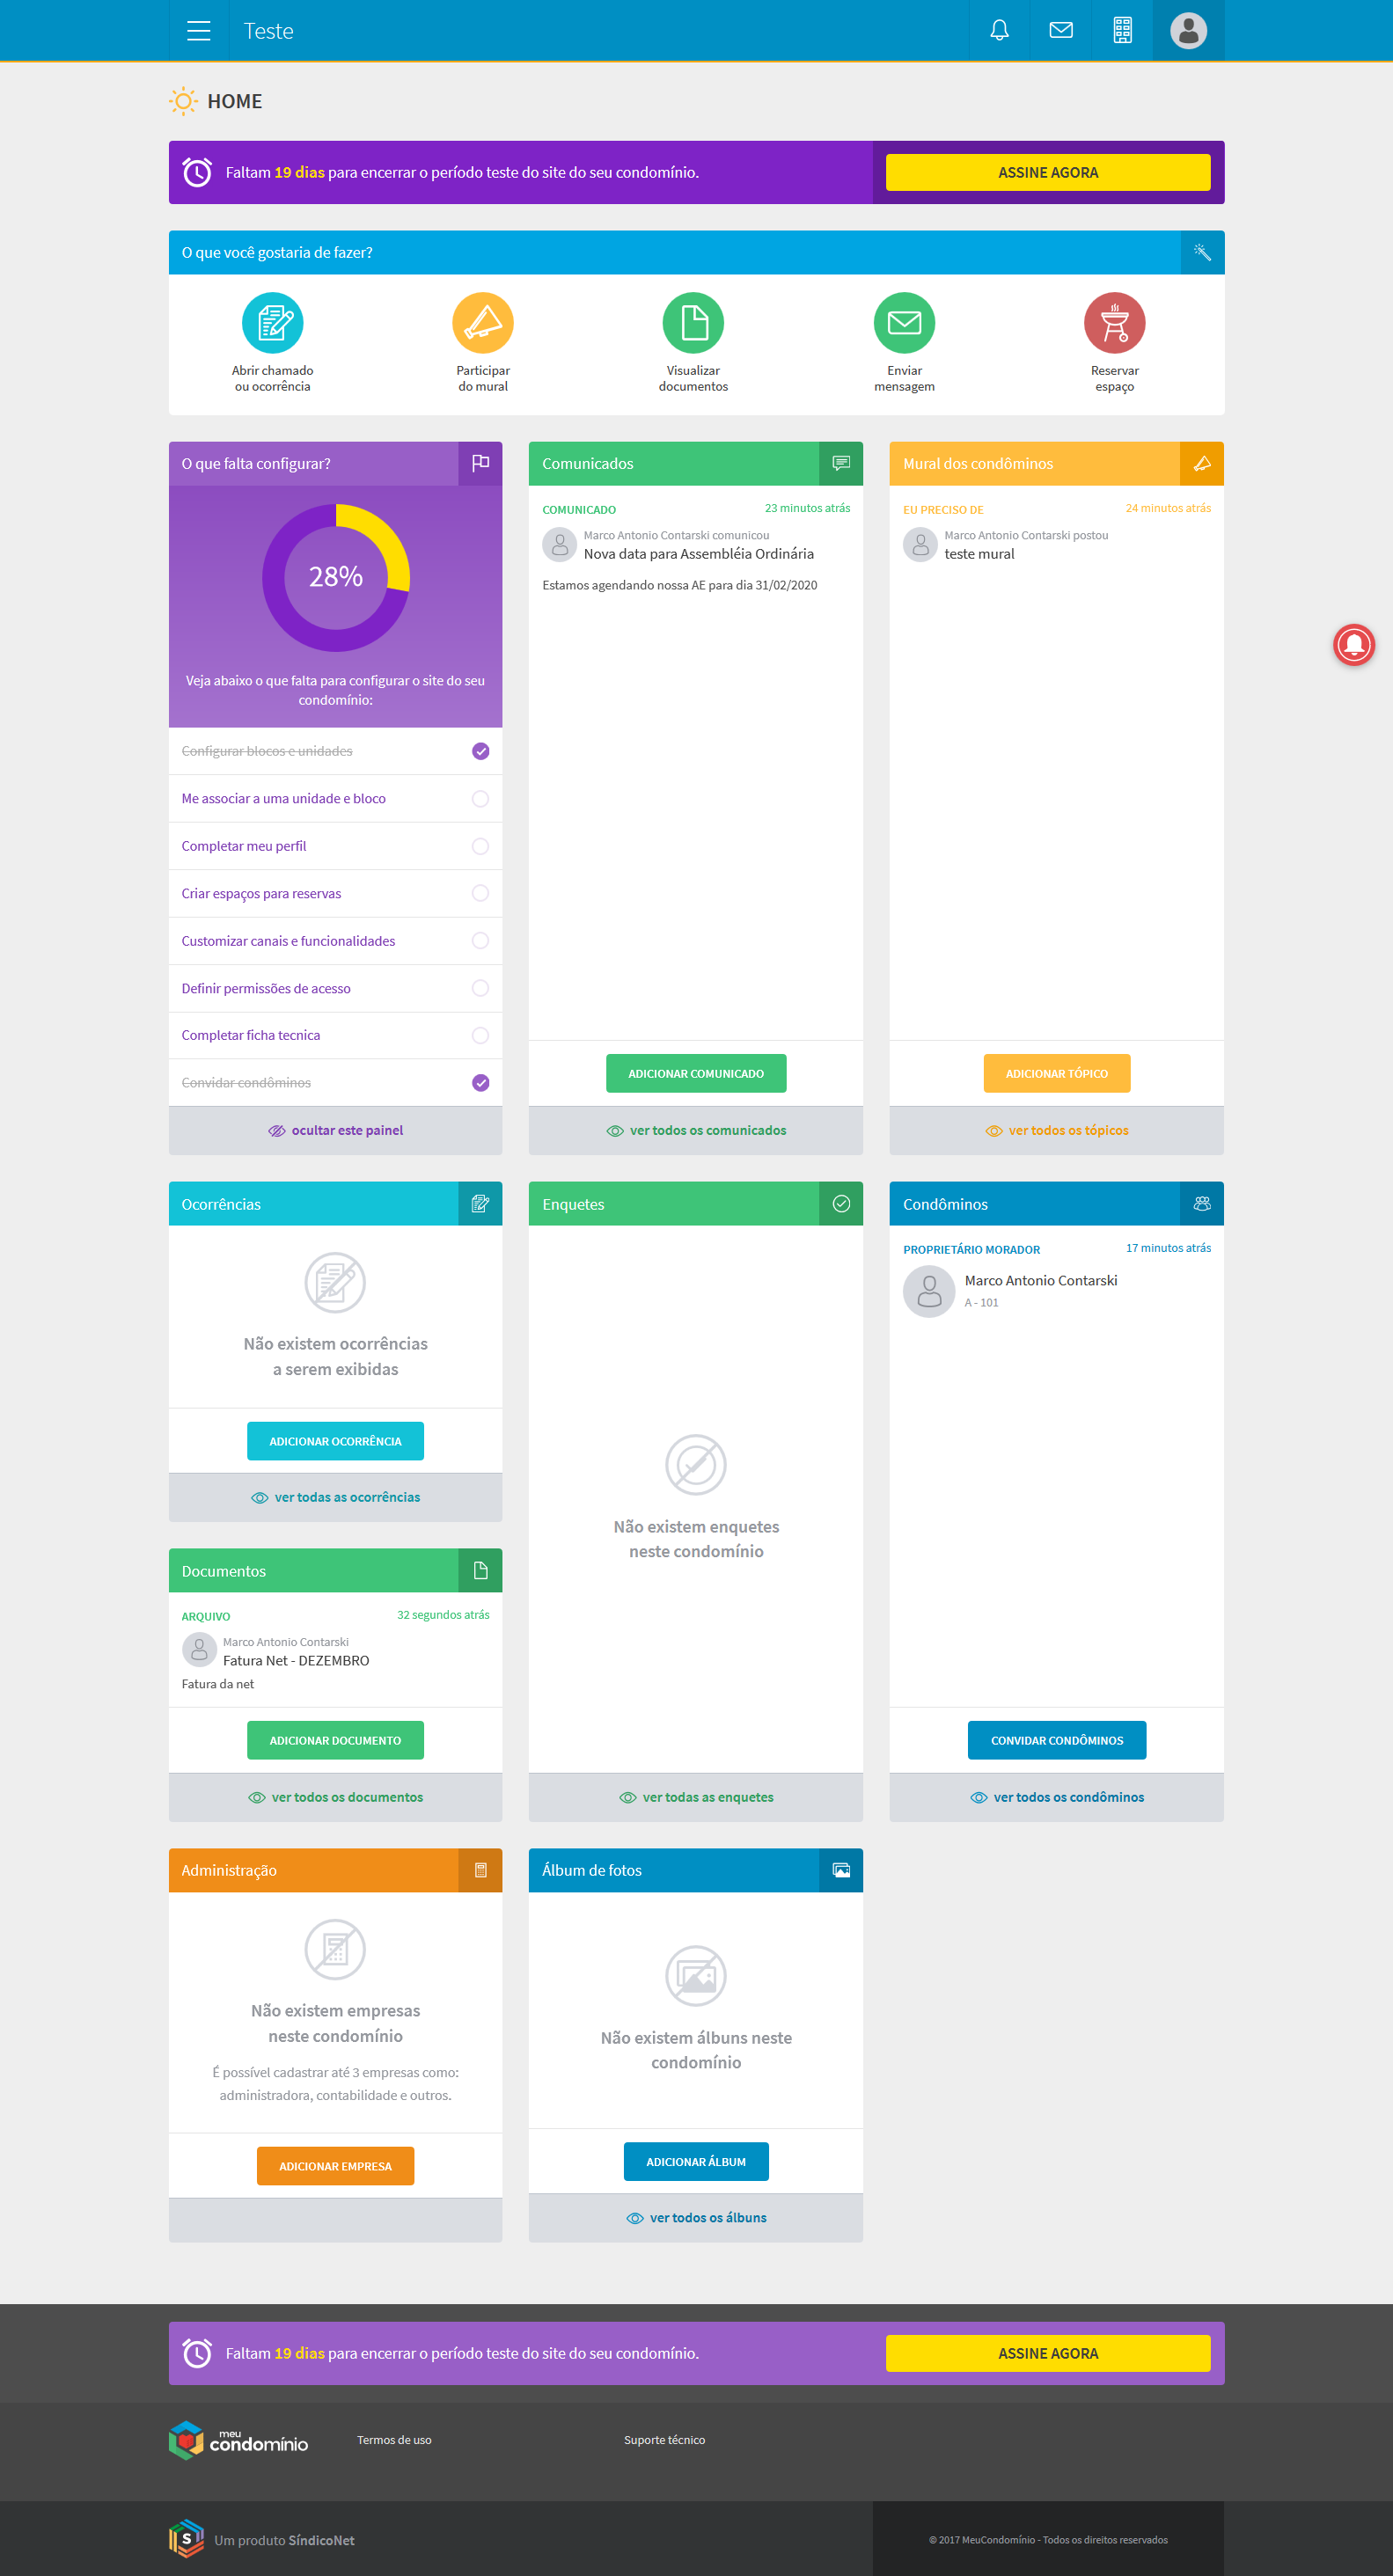 Teste
HOME
Faltam 19 dias para encerrar o período teste do site do seu condomínio.
ASSINE AGORA
O que você gostaria de fazer?
Abrir chamado
ou ocorrência
Participar
do mural
Visualizar
documentos
Enviar
mensagem
Reservar
espaço
O que falta configurar?
28%
Veja abaixo o que falta para configurar o site do seu
condomínio:
Configurar blocos e unidades
Me associar a uma unidade e bloco
Completar meu perfil
Criar espaços para reservas
Customizar canais e funcionalidades
Definir permissões de acesso
Completar ficha tecnica
Convidar condôminos
ocultar este painel
Comunicados
COMUNICADO
23 minutos atrás
Marco Antonio Contarski comunicou
Nova data para Assembléia Ordinária
Estamos agendando nossa AE para dia 31/02/2020
ADICIONAR COMUNICADO
ver todos os comunicados
Mural dos condôminos
EU PRECISO DE
24 minutos atrás
Marco Antonio Contarski postou
teste mural
ADICIONAR TÓPICO
ver todos os tópicos
Ocorrências
Não existem ocorrências
a serem exibidas
ADICIONAR OCORRÊNCIA
ver todas as ocorrências
Documentos
ARQUIVO
32 segundos atrás
Marco Antonio Contarski
Fatura Net - DEZEMBRO
Fatura da net
ADICIONAR DOCUMENTO
ver todos os documentos
Enquetes
Não existem enquetes
neste condomínio
ver todas as enquetes
Condôminos
PROPRIETÁRIO MORADOR
17 minutos atrás
Marco Antonio Contarski
A - 101
CONVIDAR CONDÔMINOS
ver todos os condôminos
Administração
Não existem empresas
neste condomínio
É possível cadastrar até 3 empresas como:
administradora, contabilidade e outros.
ADICIONAR EMPRESA
Álbum de fotos
Não existem álbuns neste
condomínio
ADICIONAR ÁLBUM
ver todos os álbuns
Faltam 19 dias para encerrar o período teste do site do seu condomínio.
ASSINE AGORA
meu
condomínio
Termos de uso
Suporte técnico
S
Um produto SíndicoNet
© 2017 MeuCondomínio - Todos os direitos reservados